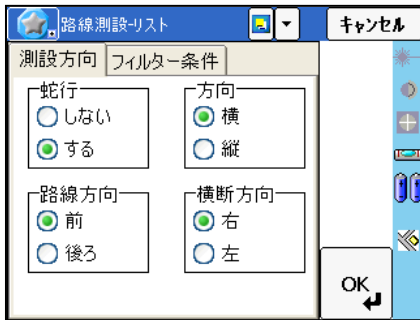 路線測設-リスト
キャンセル
測設方向
フィルター条件
蛇行
しない
する
方向
横
縦
路線方向
前
後ろ
横断方向
右
左
OK